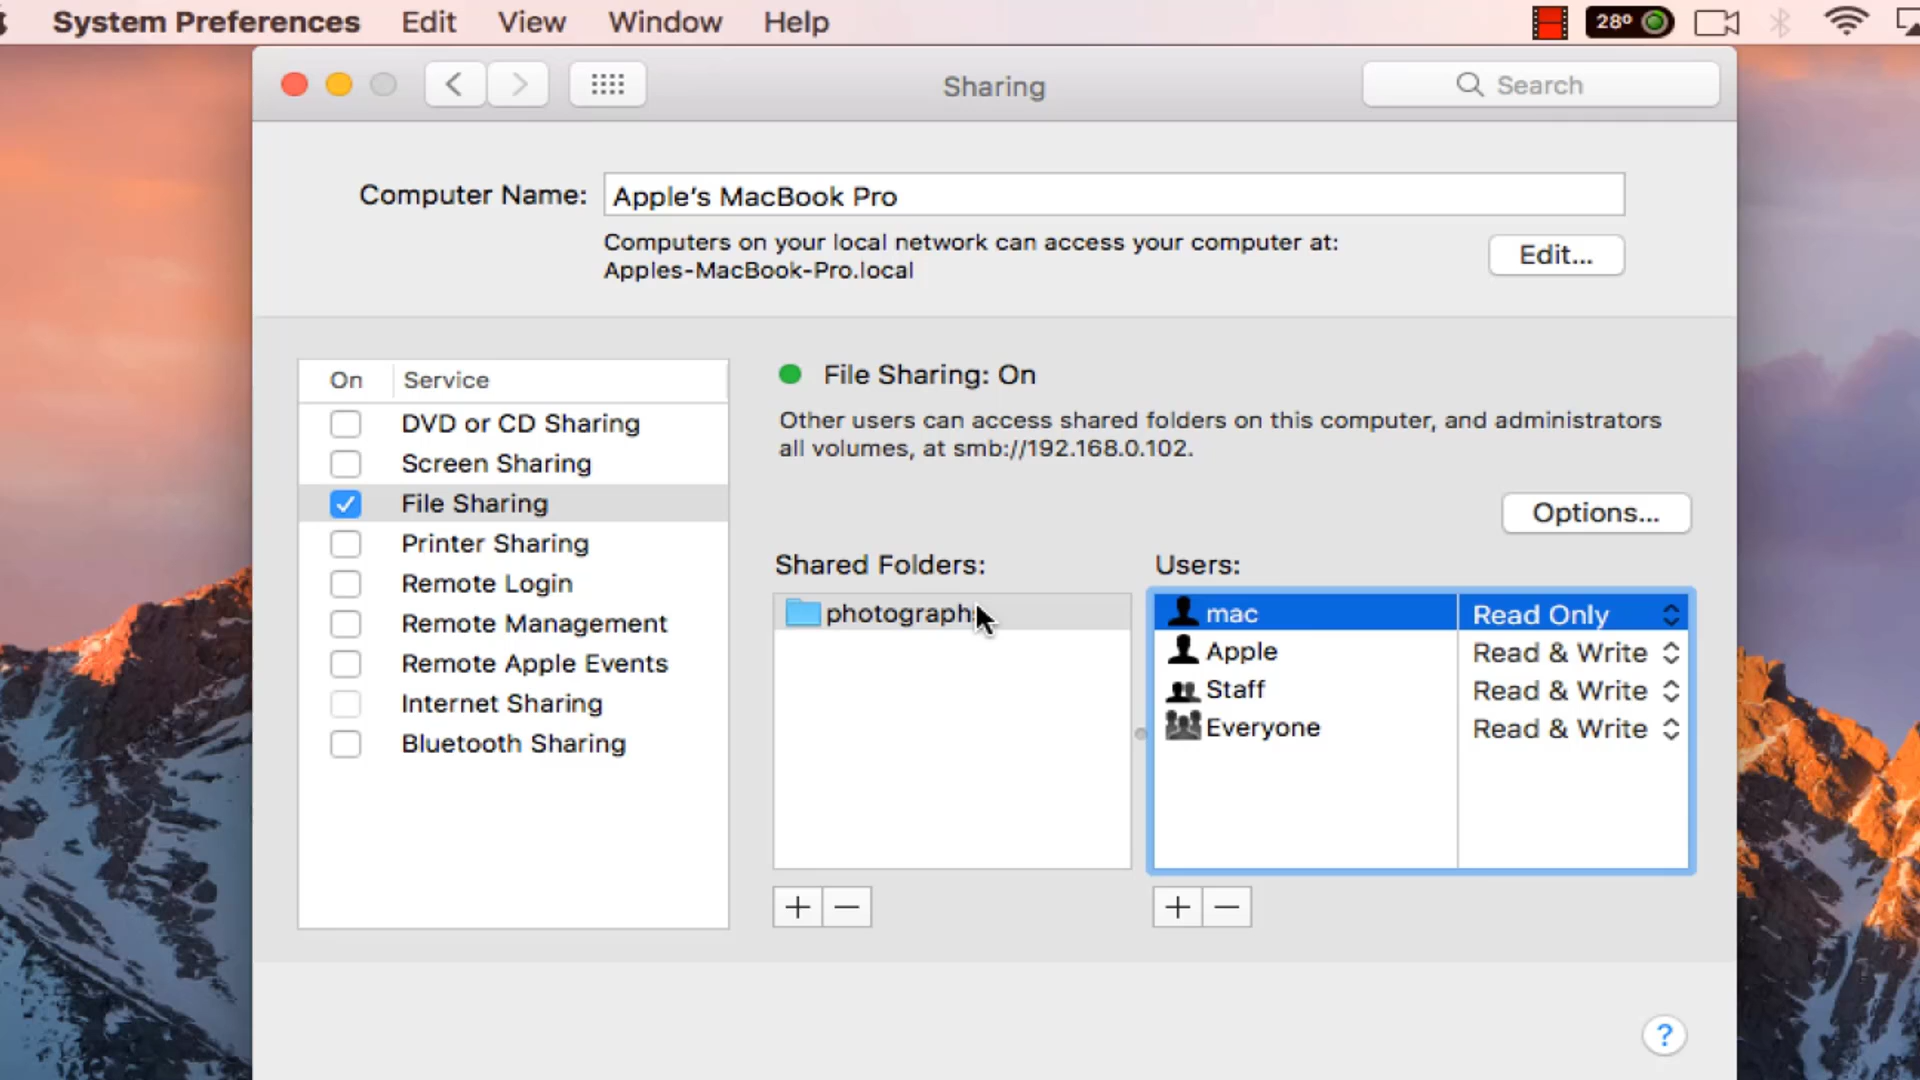 System Preferences Edit View Window Help 28°
Sharing
Search
Computer Name: Apple's MacBook Pro
Computers on your local network can access your computer at:
Apples-MacBook-Pro.local
Edit...
On Service
DVD or CD Sharing
Screen Sharing
File Sharing
Printer Sharing
Remote Login
Remote Management
Remote Apple Events
Internet Sharing
Bluetooth Sharing
File Sharing: On
Other users can access shared folders on this computer, and administrators
all volumes, at smb://192.168.0.102.
Options...
Shared Folders:
Users:
mac Read Only
Apple Read & Write
Staff Read & Write
Everyone Read & Write
+ −
+ −
?